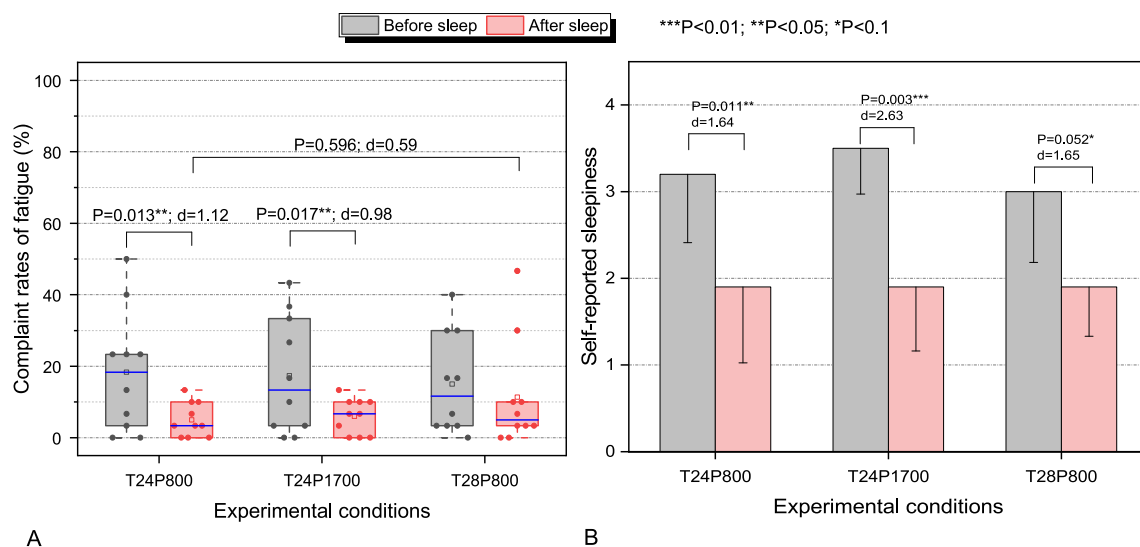 Before sleep After sleep
***P<0.01; **P<0.05; *P<0.1
Complaint rates of fatigue (%)
100
80
60
40
20
0
P=0.596; d=0.59
P=0.013**; d=1.12
P=0.017**; d=0.98
T24P800 T24P1700 T28P800
Experimental conditions
A
Self-reported sleepiness
4
3
2
1
0
P=0.011**
d=1.64
P=0.003***
d=2.63
P=0.052*
d=1.65
T24P800 T24P1700 T28P800
Experimental conditions
B